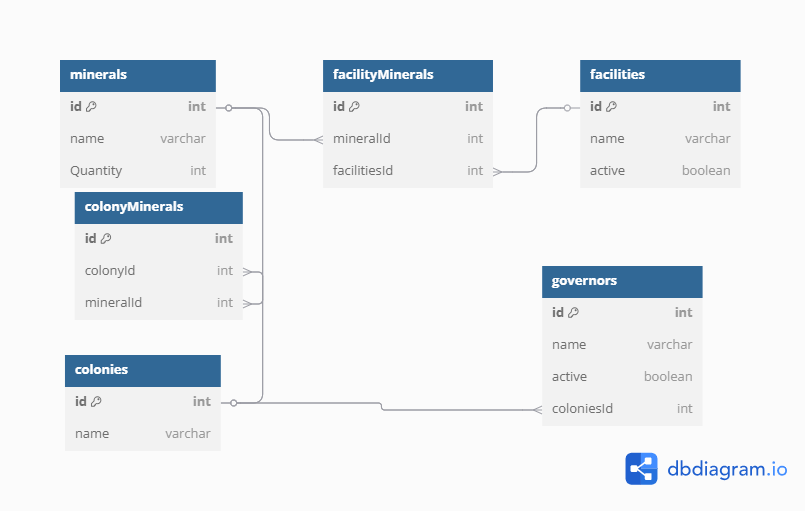 minerals
id int
name varchar
Quantity int
facilityMinerals
id int
mineralId int
facilitiesId int
facilities
id int
name varchar
active boolean
colonyMinerals
id int
colonyId int
mineralId int
governors
id int
name varchar
active boolean
coloniesId int
colonies
id int
name varchar
dbdiagram.io